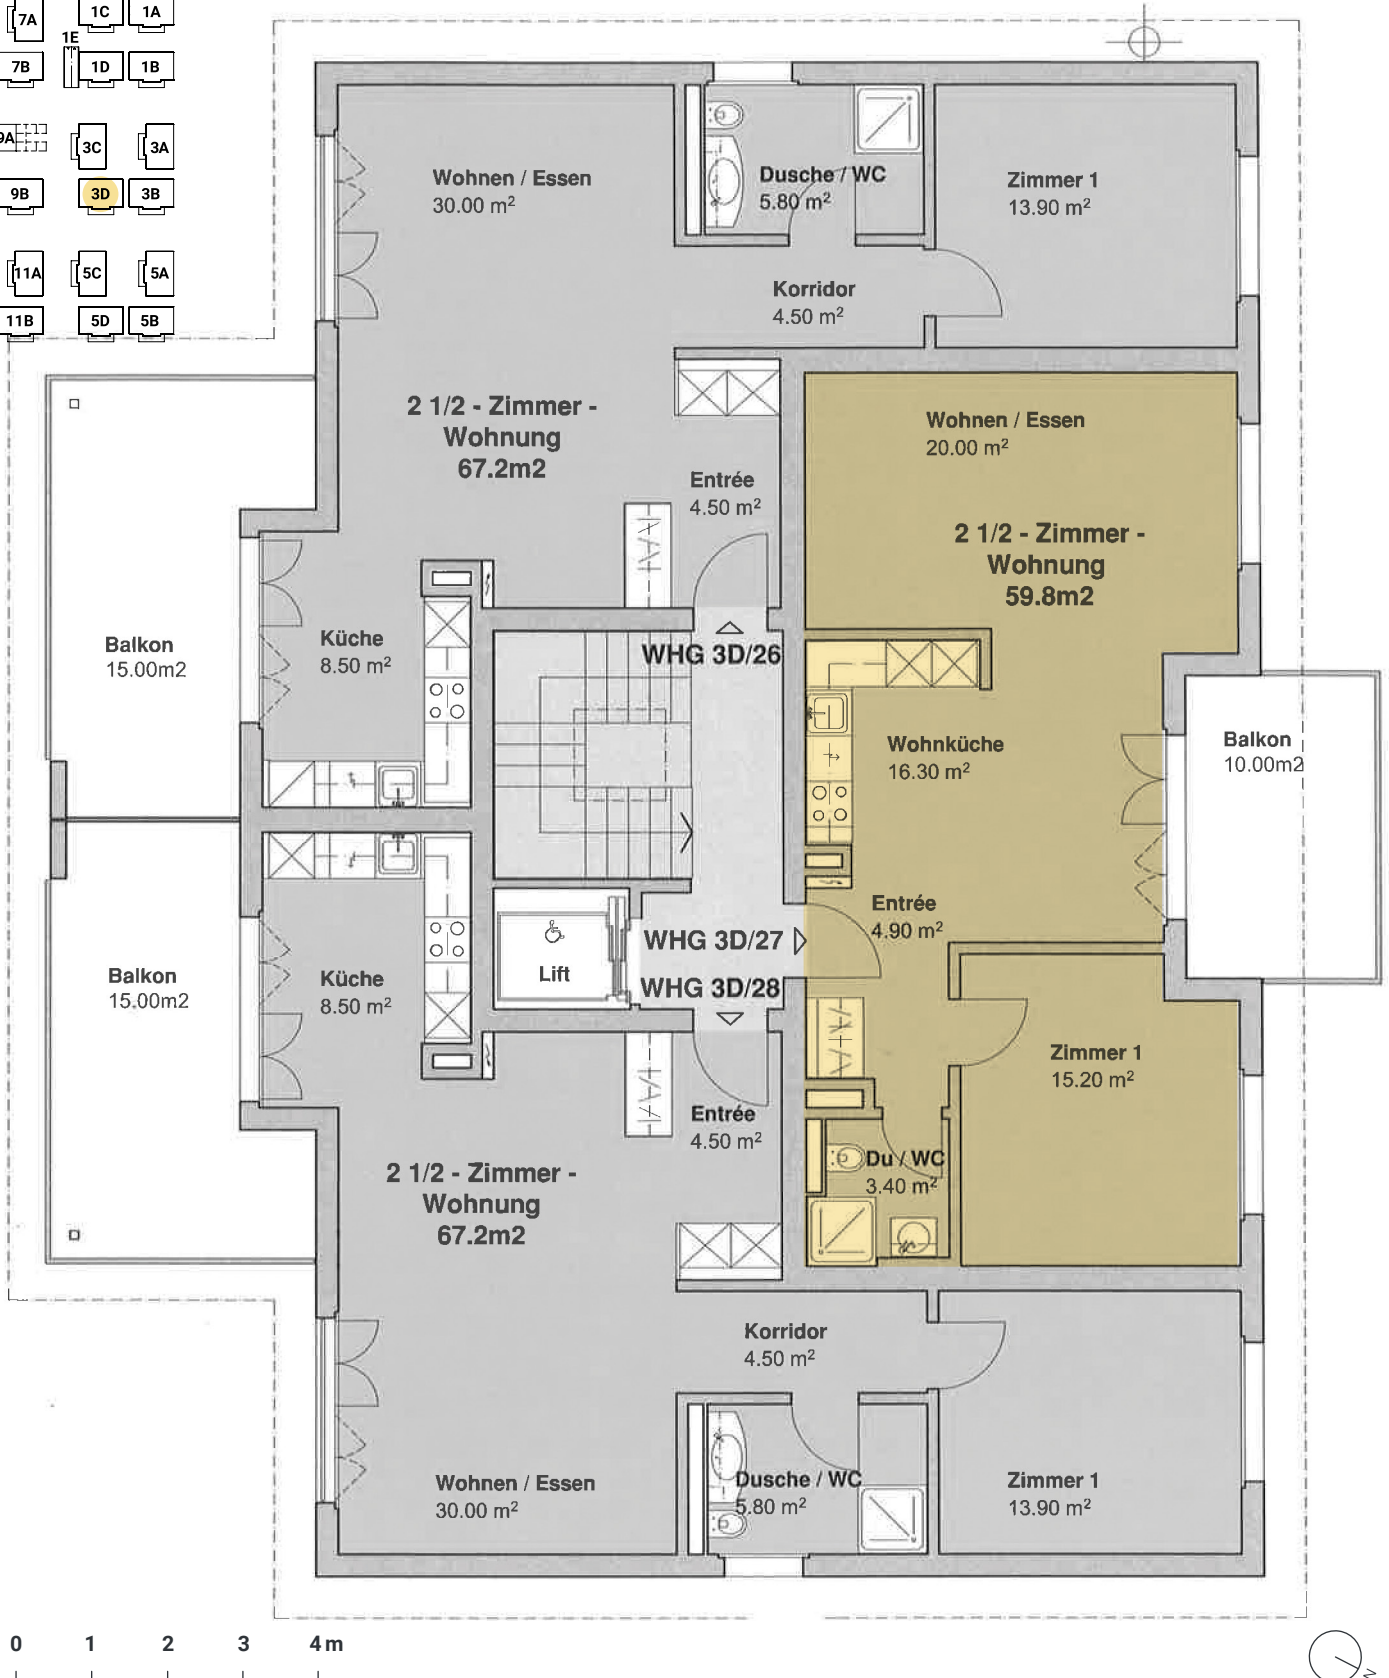 7A
1C
1A
1E
7B
1D
1B
9A
3C
3A
9B
3D
3B
11A
5C
5A
11B
5D
5B
Wohnen / Essen
30.00 m²
Dusche / WC
5.80 m²
Zimmer 1
13.90 m²
Korridor
4.50 m²
2 1/2 - Zimmer -
Wohnung
67.2m2
Entrée
4.50 m²
Wohnen / Essen
20.00 m²
2 1/2 - Zimmer -
Wohnung
59.8m2
Balkon
15.00m2
Küche
8.50 m²
WHG 3D/26
Wohnküche
16.30 m²
Balkon
10.00m2
Entrée
4.90 m²
WHG 3D/27
WHG 3D/28
Lift
Balkon
15.00m2
Küche
8.50 m²
Zimmer 1
15.20 m²
Entrée
4.50 m²
Du / WC
3.40 m²
2 1/2 - Zimmer -
Wohnung
67.2m2
Korridor
4.50 m²
Wohnen / Essen
30.00 m²
Dusche / WC
5.80 m²
Zimmer 1
13.90 m²
0 1 2 3 4m
N